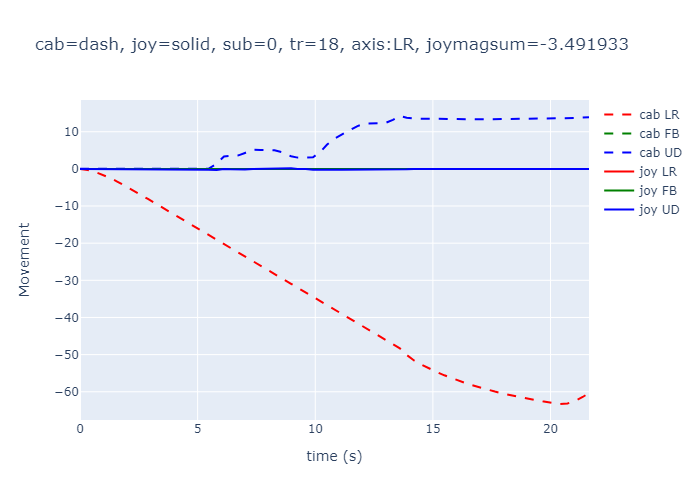 cab=dash, joy=solid, sub=0, tr=18, axis:LR, joymagsum=-3.491933
cab LR
cab FB
cab UD
joy LR
joy FB
joy UD
10
0
−10
−20
−30
−40
−50
−60
Movement
0
5
10
15
20
time (s)